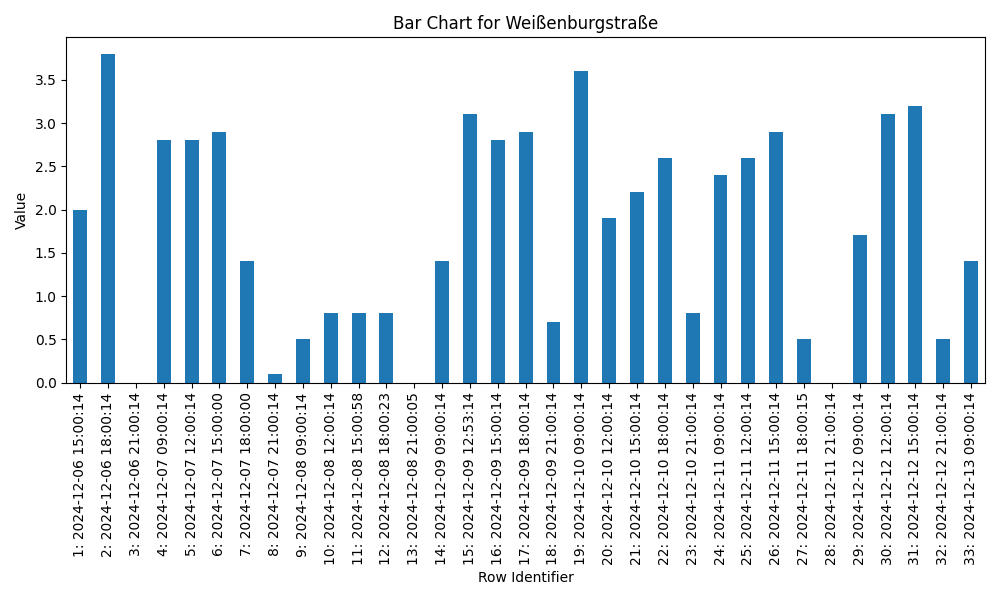 Bar Chart for Weißenburgstraße
Value
3.5
3.0
2.5
2.0
1.5
1.0
0.5
0.0
1: 2024-12-06 15:00:14
2: 2024-12-06 18:00:14
3: 2024-12-06 21:00:14
4: 2024-12-07 09:00:14
5: 2024-12-07 12:00:14
6: 2024-12-07 15:00:00
7: 2024-12-07 18:00:00
8: 2024-12-07 21:00:14
9: 2024-12-08 09:00:14
10: 2024-12-08 12:00:14
11: 2024-12-08 15:00:58
12: 2024-12-08 18:00:23
13: 2024-12-08 21:00:05
14: 2024-12-09 09:00:14
15: 2024-12-09 12:53:14
16: 2024-12-09 15:00:14
17: 2024-12-09 18:00:14
18: 2024-12-09 21:00:14
19: 2024-12-10 09:00:14
20: 2024-12-10 12:00:14
21: 2024-12-10 15:00:14
22: 2024-12-10 18:00:14
23: 2024-12-10 21:00:14
24: 2024-12-11 09:00:14
25: 2024-12-11 12:00:14
26: 2024-12-11 15:00:14
27: 2024-12-11 18:00:15
28: 2024-12-11 21:00:14
29: 2024-12-12 09:00:14
30: 2024-12-12 12:00:14
31: 2024-12-12 15:00:14
32: 2024-12-12 21:00:14
33: 2024-12-13 09:00:14
Row Identifier